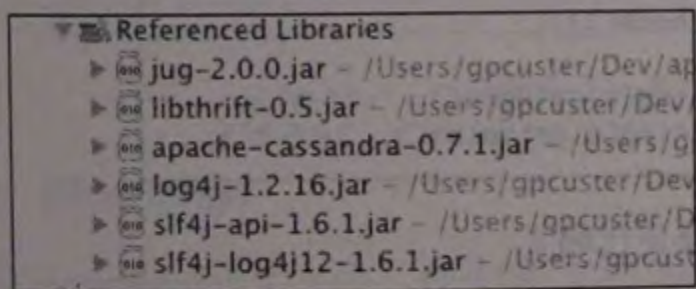 Referenced Libraries
jug-2.0.0.jar - /Users/gpcuster/Dev/ap
libthrift-0.5.jar - /Users/gpcuster/Dev/
apache-cassandra-0.7.1.jar - /Users/g
log4j-1.2.16.jar - /Users/gpcuster/Dev
slf4j-api-1.6.1.jar - /Users/gpcuster/D
slf4j-log4j12-1.6.1.jar - /Users/gpcust